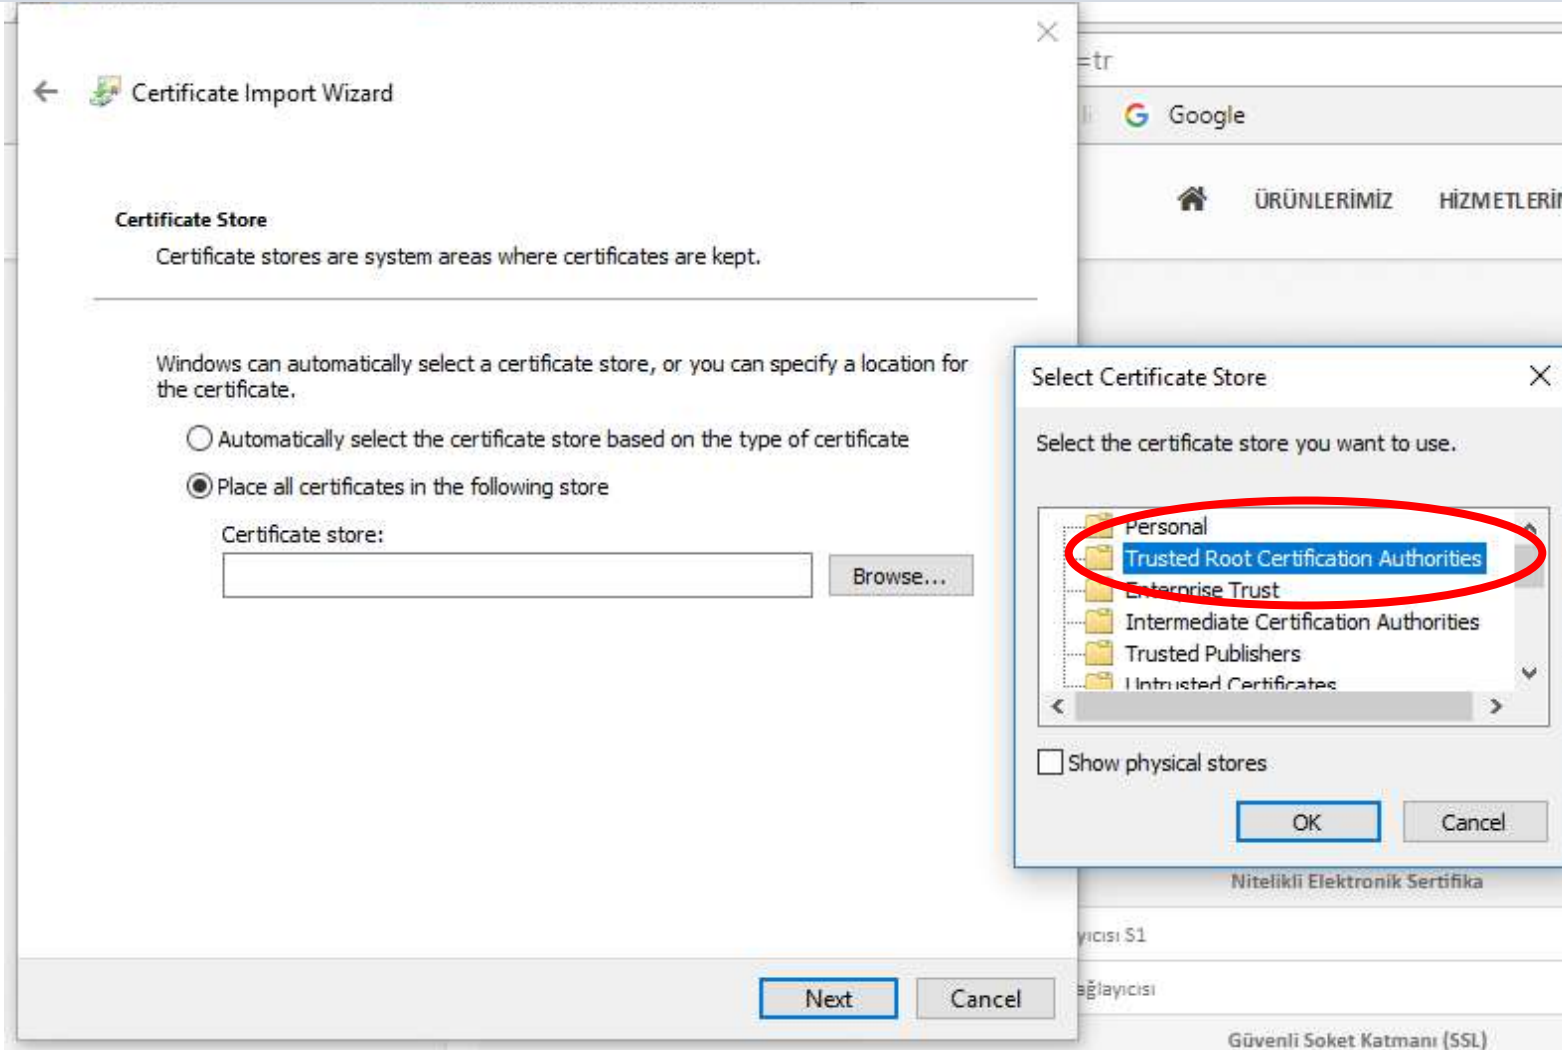 Certificate Import Wizard
Certificate Store
Certificate stores are system areas where certificates are kept.
Windows can automatically select a certificate store, or you can specify a location for
the certificate.
Automatically select the certificate store based on the type of certificate
Place all certificates in the following store
Certificate store:
Browse...
Next
Cancel
=tr
Google
ÜRÜNLERİMİZ
Select Certificate Store
Select the certificate store you want to use.
Personal
Trusted Root Certification Authorities
Enterprise Trust
Intermediate Certification Authorities
Trusted Publishers
Untrusted Certificates
Show physical stores
OK
Cancel
Nitelikli Elektronik Sertifika
S1
Güvenli Soket Katmanı (SSL)